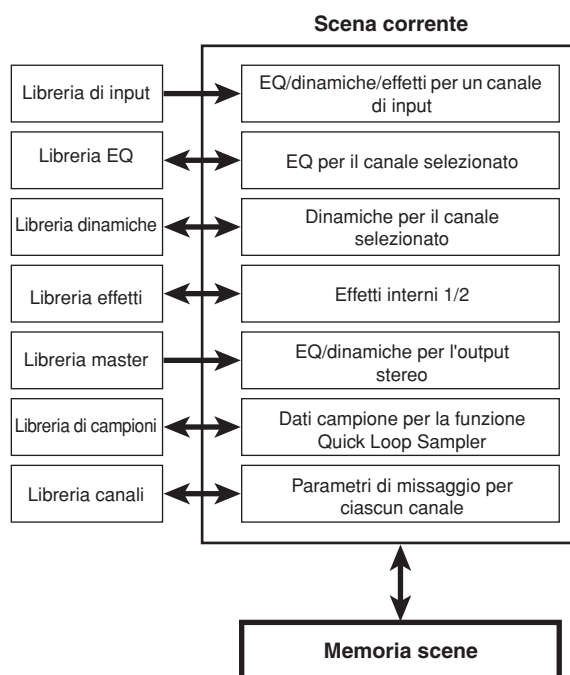 Scena corrente
Libreria di input
EQ/dinamiche/effetti per un canale
di input
Libreria EQ
EQ per il canale selezionato
Libreria dinamiche
Dinamiche per il canale
selezionato
Libreria effetti
Effetti interni 1/2
Libreria master
EQ/dinamiche per l'output
stereo
Libreria di campioni
Dati campione per la funzione
Quick Loop Sampler
Libreria canali
Parametri di missaggio per
ciascun canale
Memoria scene